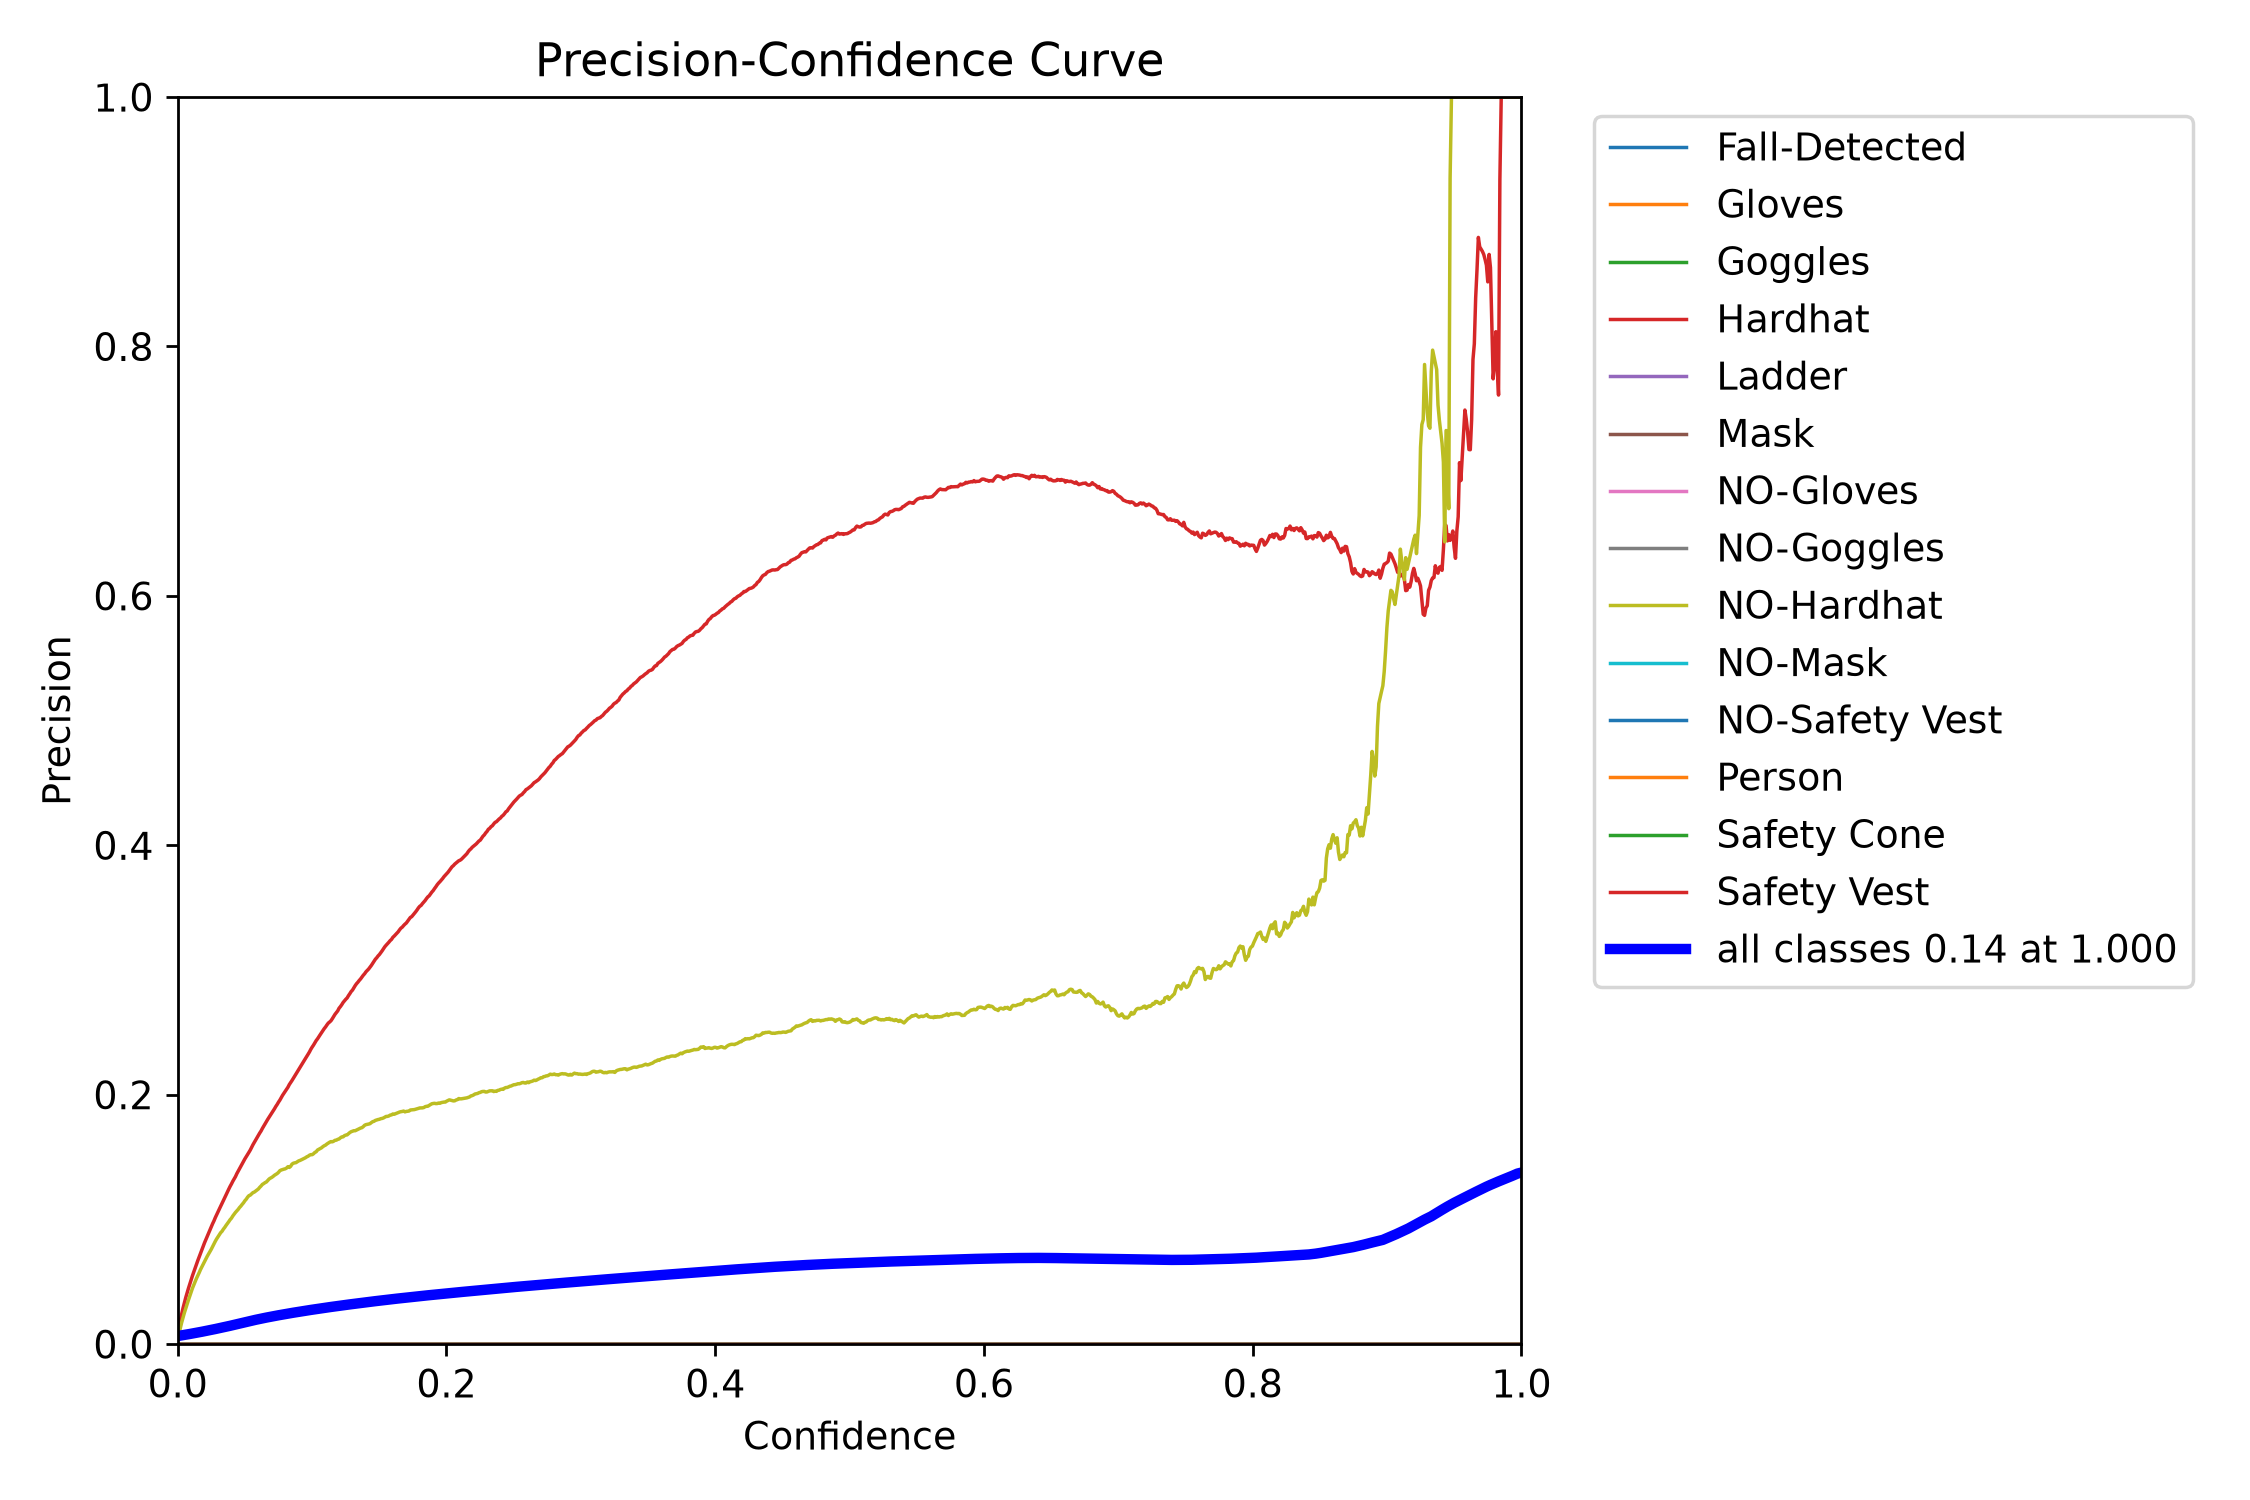 Precision-Confidence Curve
1.0
0.8
0.6
0.4
0.2
0.0
Precision
0.0 0.2 0.4 0.6 0.8 1.0
Confidence
Fall-Detected
Gloves
Goggles
Hardhat
Ladder
Mask
NO-Gloves
NO-Goggles
NO-Hardhat
NO-Mask
NO-Safety Vest
Person
Safety Cone
Safety Vest
all classes 0.14 at 1.000